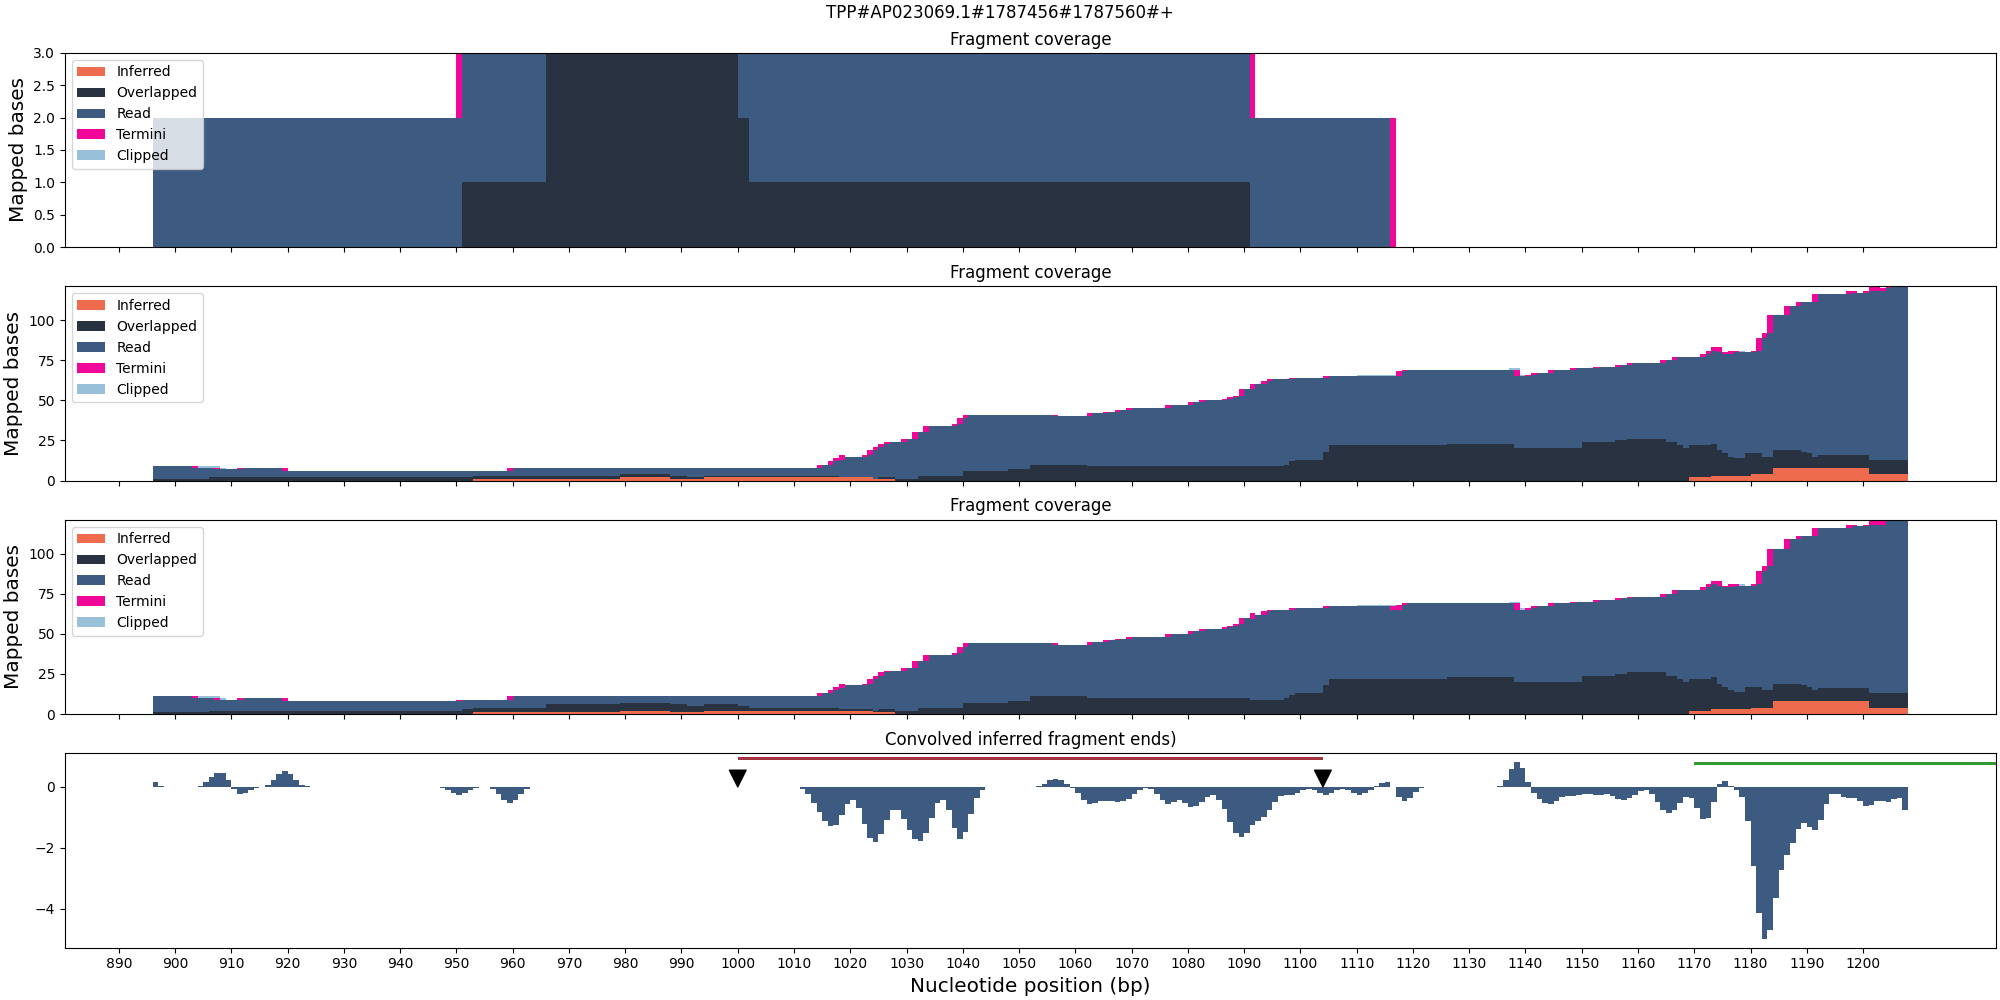 TPP#AP023069.1#1787456#1787560#+
Fragment coverage
Mapped bases
3.0
2.5
2.0
1.5
1.0
0.5
0.0
Inferred
Overlapped
Read
Termini
Clipped
Fragment coverage
Mapped bases
100
75
50
25
0
Inferred
Overlapped
Read
Termini
Clipped
Fragment coverage
Mapped bases
100
75
50
25
0
Inferred
Overlapped
Read
Termini
Clipped
Convolved inferred fragment ends)
0
−2
−4
890 900 910 920 930 940 950 960 970 980 990 1000 1010 1020 1030 1040 1050 1060 1070 1080 1090 1100 1110 1120 1130 1140 1150 1160 1170 1180 1190 1200
Nucleotide position (bp)